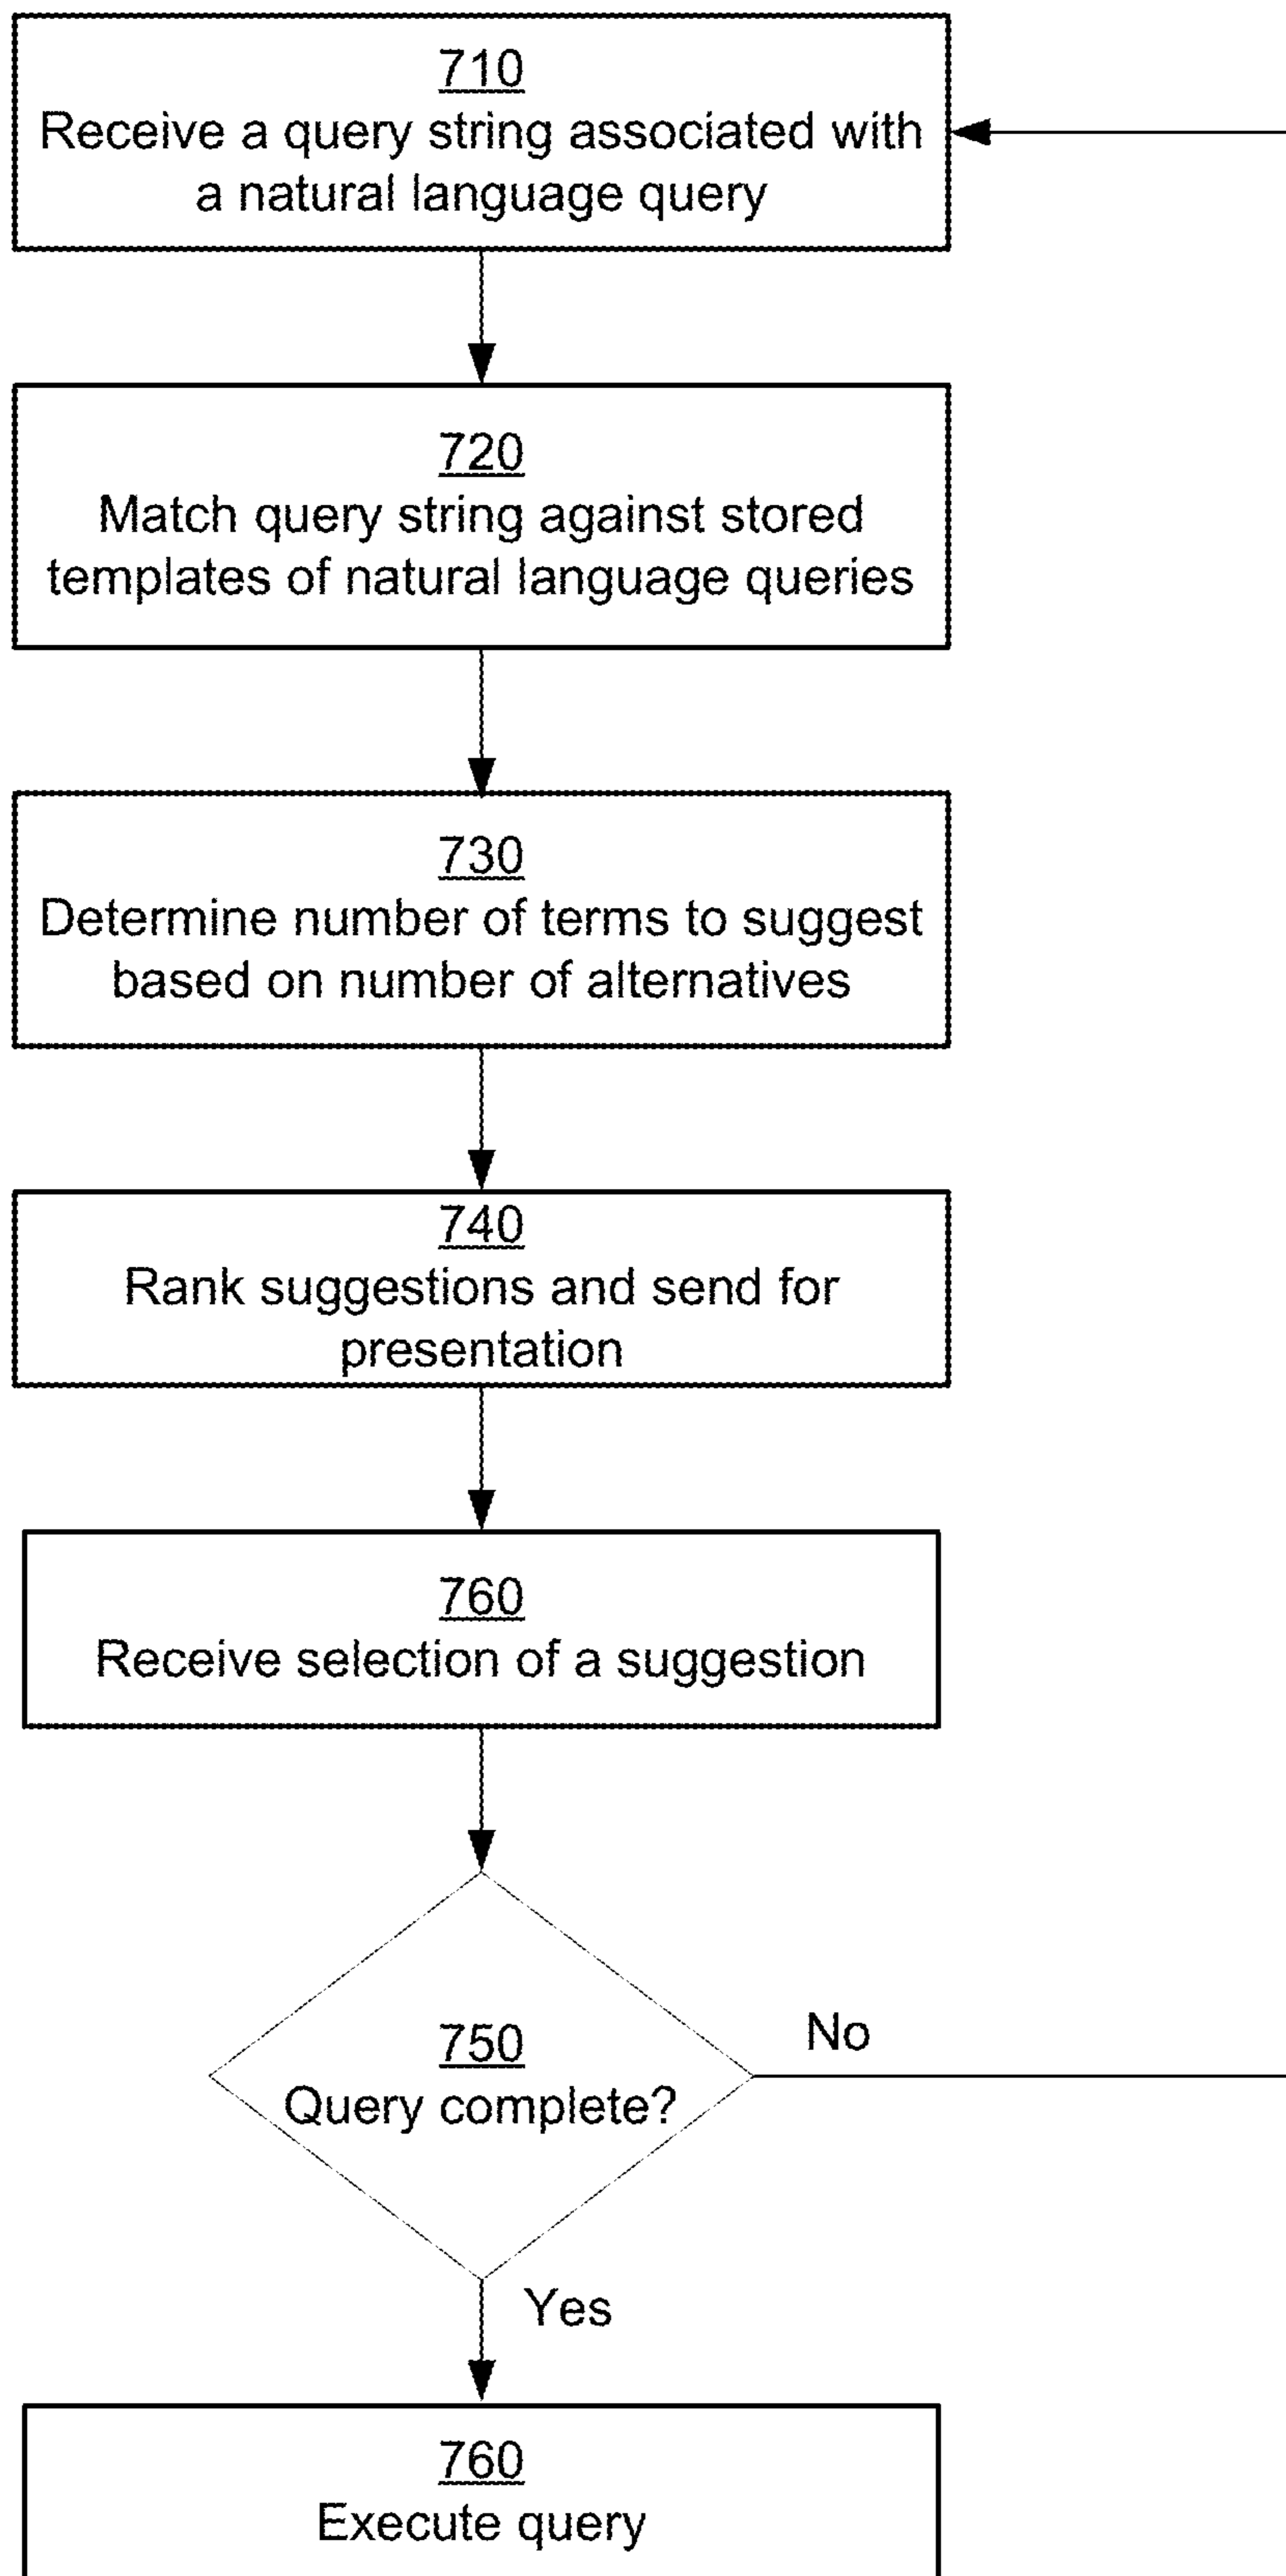 710
Receive a query string associated with
a natural language query
720
Match query string against stored
templates of natural language queries
730
Determine number of terms to suggest
based on number of alternatives
740
Rank suggestions and send for
presentation
760
Receive selection of a suggestion
750
Query complete?
No
Yes
760
Execute query